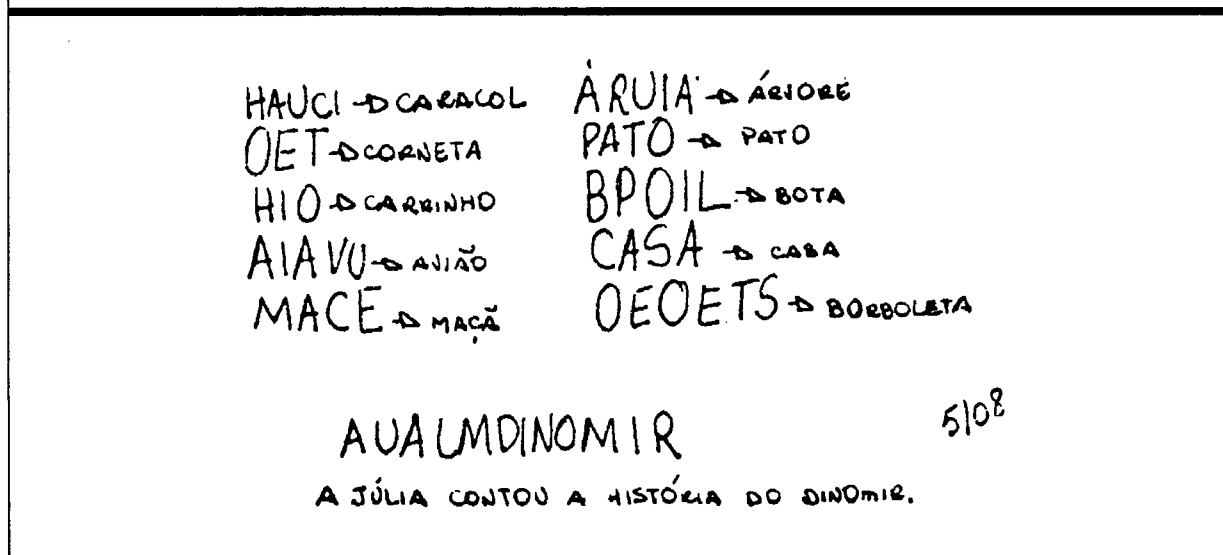 HAUCI → CARACOL
OET → CORNETA
HIO → CARRINHO
AIAVU → AVIÃO
MACE → MAÇÃ
ÁRUIA → ÁRVORE
PATO → PATO
BPOIL → BOTA
CASA → CASA
OEOETS → BORBOLETA
AUALMDINOMIR
5/08
A JÚLIA CONTOU A HISTÓRIA DO DINOMIR.